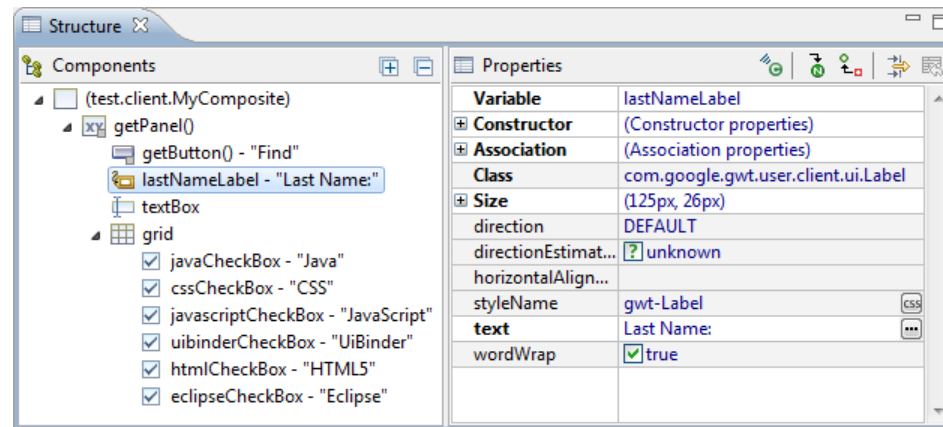 Structure
Components
(test.client.MyComposite)
xy getPanel()
getButton() - "Find"
lastNameLabel - "Last Name:"
textBox
grid
javaCheckBox - "Java"
cssCheckBox - "CSS"
javascriptCheckBox - "JavaScript"
uibinderCheckBox - "UiBinder"
htmlCheckBox - "HTML5"
eclipseCheckBox - "Eclipse"
Properties
Variable lastNameLabel
Constructor (Constructor properties)
Association (Association properties)
Class com.google.gwt.user.client.ui.Label
Size (125px, 26px)
direction DEFAULT
directionEstimat... ? unknown
horizontalAlign...
styleName gwt-Label css
text Last Name: ...
wordWrap true